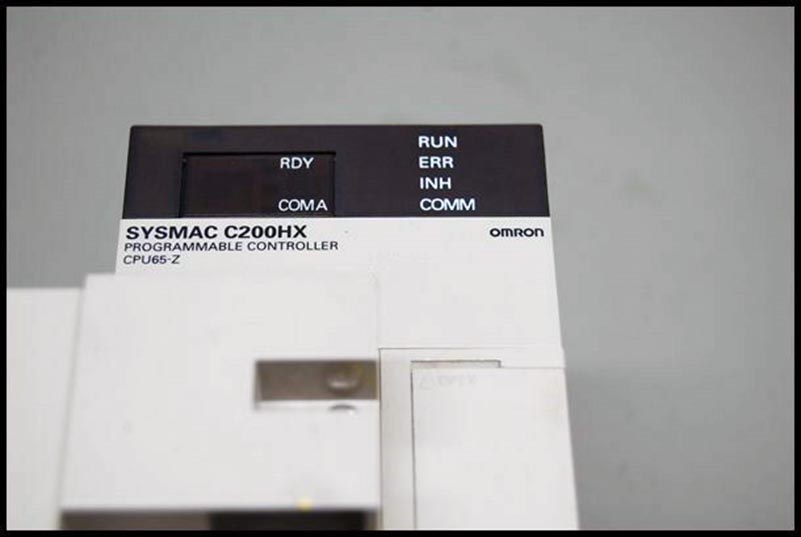 RUN
RDY ERR
INH
COMA COMM
SYSMAC C200HX OMRON
PROGRAMMABLE CONTROLLER
CPU65-Z